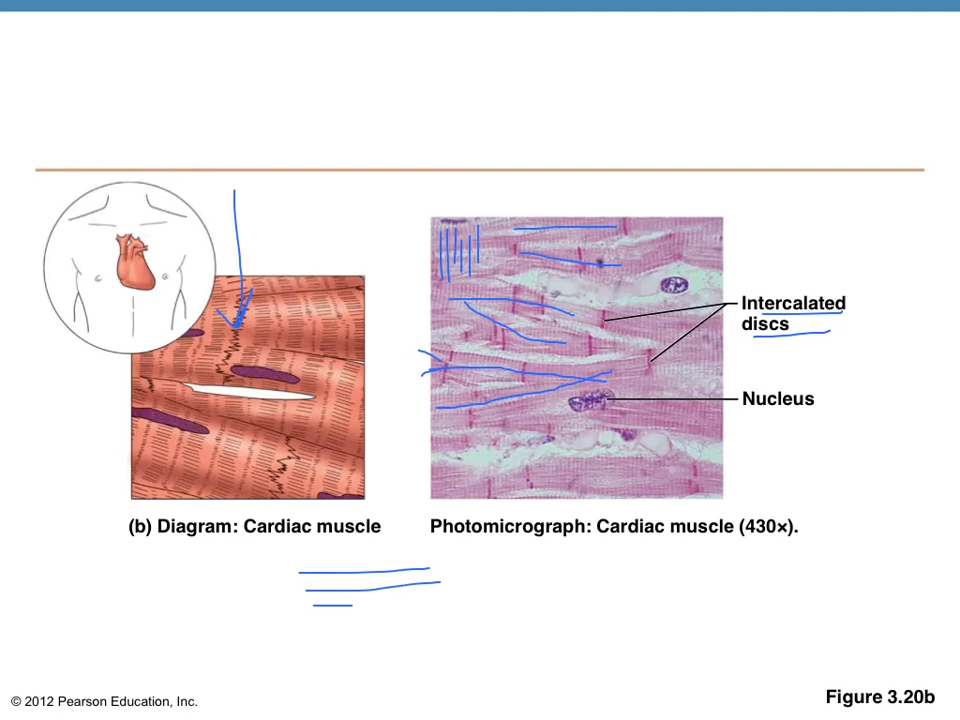 Intercalated
discs
Nucleus
(b) Diagram: Cardiac muscle
Photomicrograph: Cardiac muscle (430×).
© 2012 Pearson Education, Inc.
Figure 3.20b